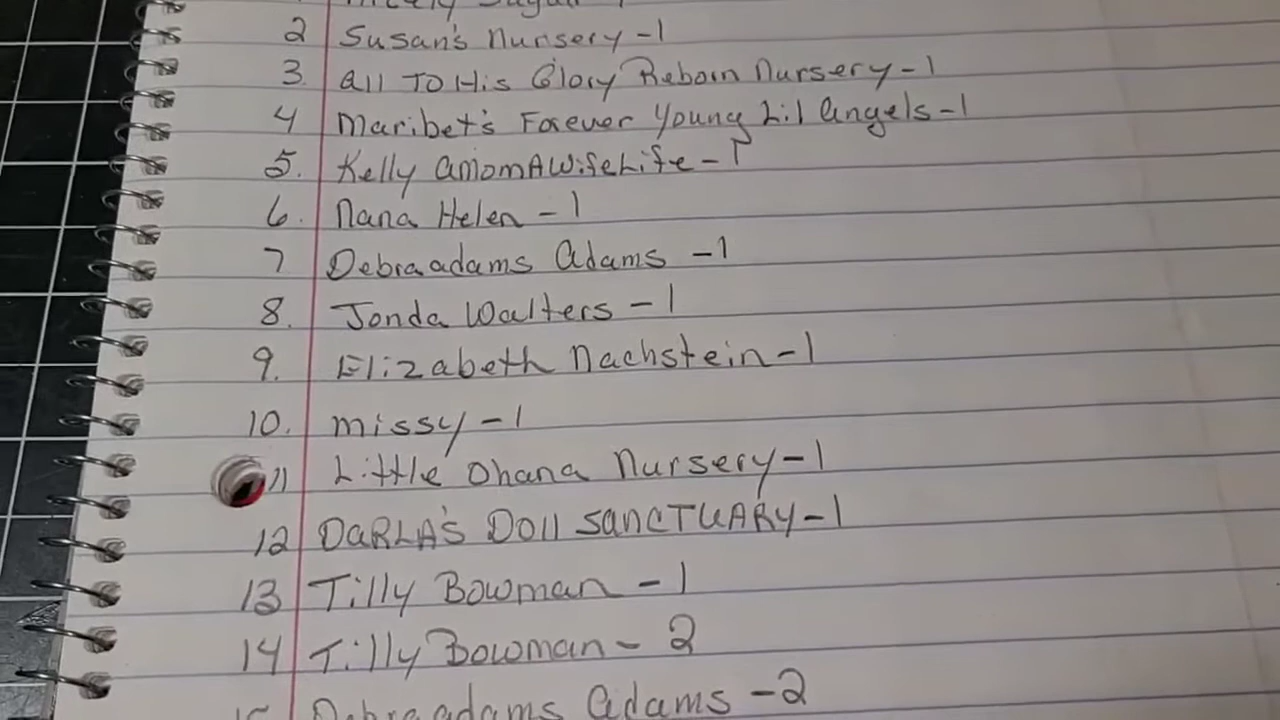 2 Susan's Nursery -1
3. All To His Glory Reborn Nursery -1
4 Maribet's Foever Young Lil Angels -1
5. Kelly AmomAWifeLife - 1
6. Nana Helen - 1
7 Debraadams Adams -1
8. Jonda Walters - 1
9. Elizabeth Nachstein -1
10. missy -1
11 Little Ohana Nursery -1
12 DARLA'S Doll SANCTUARY -1
13 Tilly Bowman - 1
14 Tilly Bowman - 2
Debraadams Adams -2